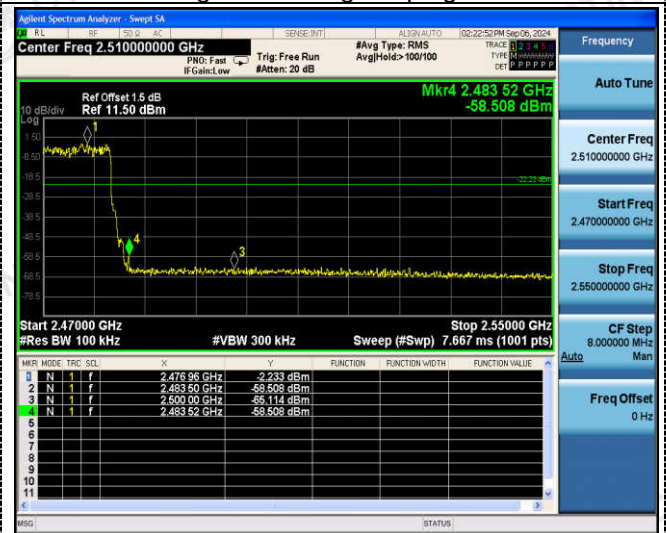 Agilent Spectrum Analyzer - Swept SA
RL RF 50 Ω AC SENSE:INT ALIGN AUTO 02:22:52 PM Sep 06, 2024
Center Freq 2.510000000 GHz
PNO: Fast
IFGain:Low
Trig: Free Run
#Atten: 20 dB
#Avg Type: RMS
Avg|Hold:> 100/100
TRACE 1 2 3 4 5 6
TYPE M
DET P P P P P P
Ref Offset 1.5 dB
Ref 11.50 dBm
10 dB/div
Log
Mkr4 2.483 52 GHz
-58.508 dBm
1.50
-8.50
-18.5
-28.5
-38.5
-48.5
-58.5
-68.5
-78.5
1
4
3
-22.23 dBm
Start 2.47000 GHz
Stop 2.55000 GHz
#Res BW 100 kHz
#VBW 300 kHz
Sweep (#Swp) 7.667 ms (1001 pts)
MKR MODE TRC SCL X Y FUNCTION FUNCTION WIDTH FUNCTION VALUE
1 N 1 f 2.476 96 GHz -2.233 dBm
2 N 1 f 2.483 50 GHz -58.508 dBm
3 N 1 f 2.500 00 GHz -65.114 dBm
4 N 1 f 2.483 52 GHz -58.508 dBm
5
6
7
8
9
10
11
MSG
STATUS
Frequency
Auto Tune
Center Freq
2.510000000 GHz
Start Freq
2.470000000 GHz
Stop Freq
2.550000000 GHz
CF Step
8.000000 MHz
Auto Man
Freq Offset
0 Hz